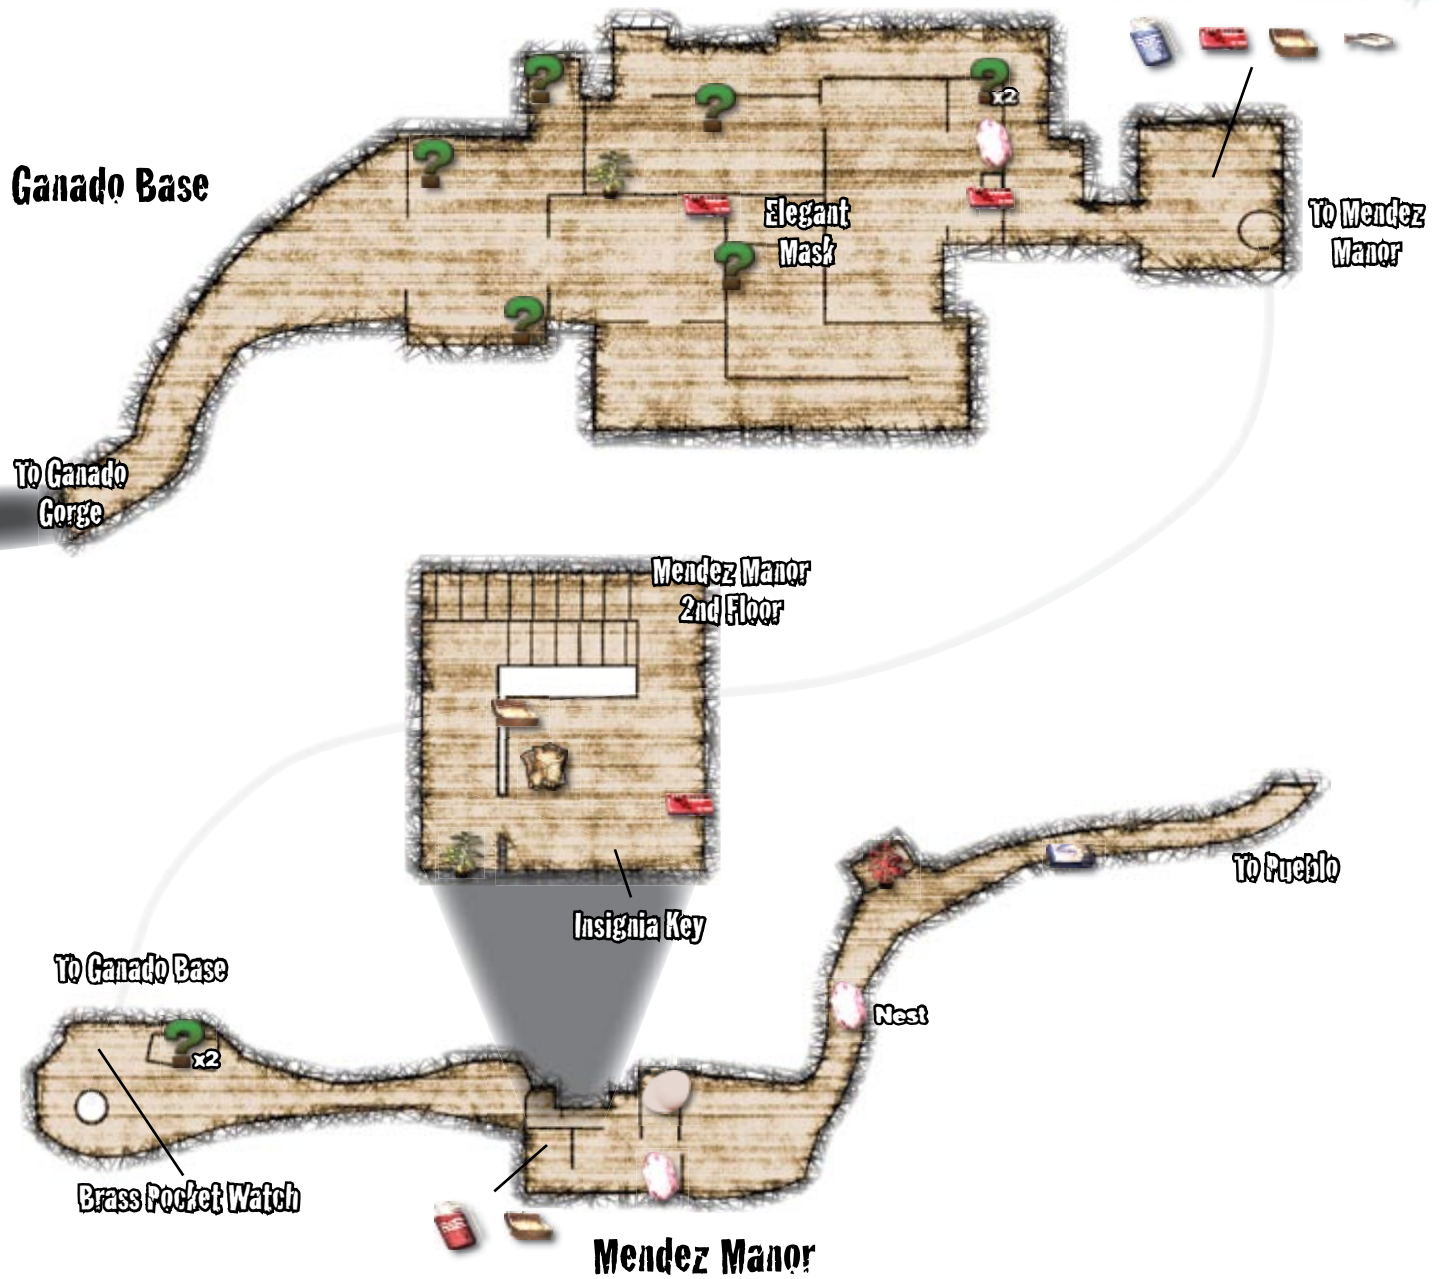 Ganado Base
x2
Elegant
Mask
To Mendez
Manor
To Ganado
Gorge
Mendez Manor
2nd Floor
Insignia Key
To Pueblo
To Ganado Base
Nest
x2
Brass Pocket Watch
Mendez Manor